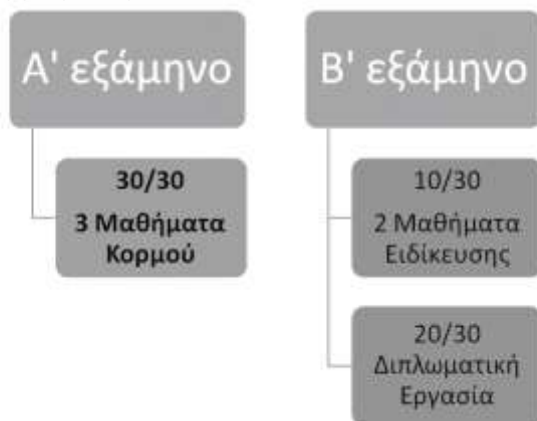 Α' εξάμηνο
30/30
3 Μαθήματα
Κορμού
Β' εξάμηνο
10/30
2 Μαθήματα
Ειδίκευσης
20/30
Διπλωματική
Εργασία